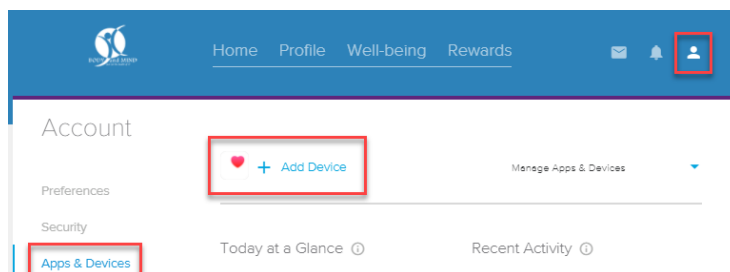 Home Profile Well-being Rewards
Account
+ Add Device
Manage Apps & Devices
Preferences
Security
Apps & Devices
Today at a Glance
Recent Activity